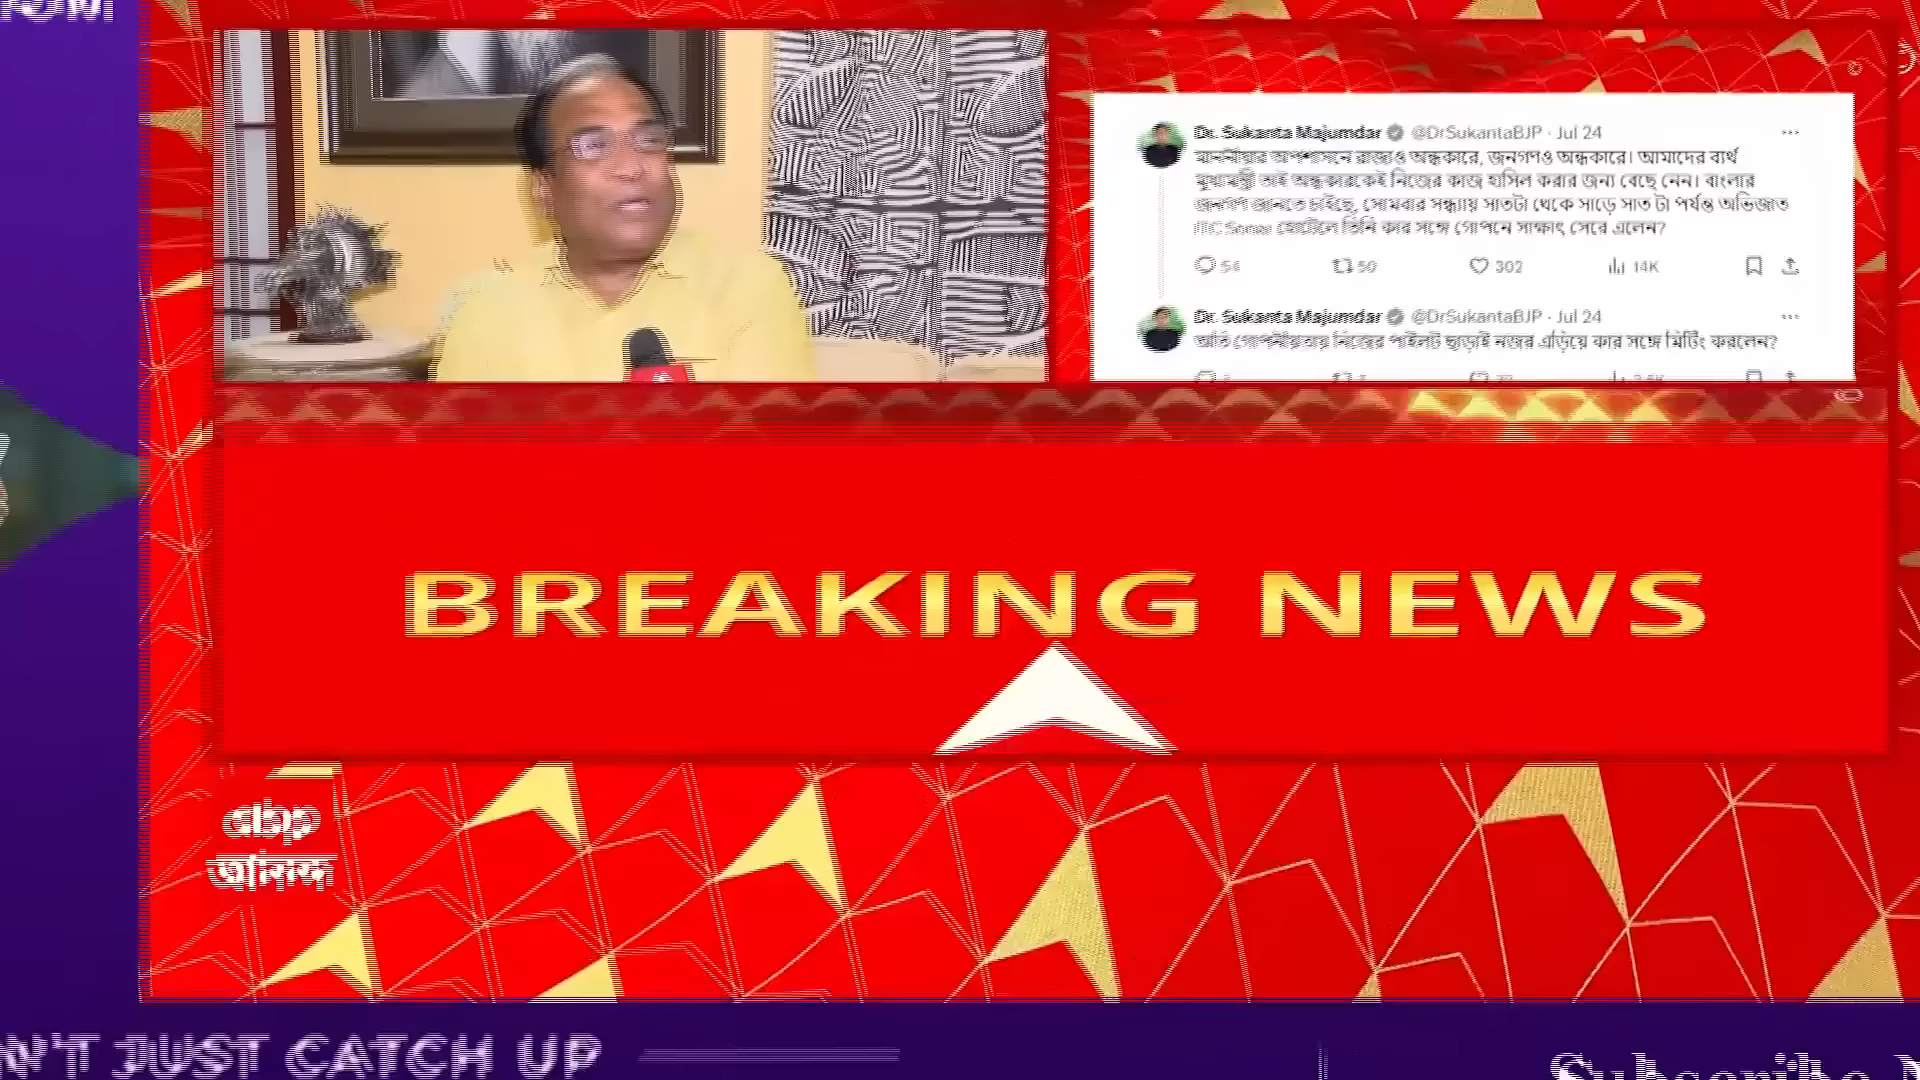 Dr. Sukanta Majumdar @DrSukantaBJP · Jul 24
মাননীয়ার অপশাসনে রাজ্যও অন্ধকারে, জনগণও অন্ধকারে। আমাদের ব্যর্থ
মুখ্যমন্ত্রী তাই অন্ধকারকেই নিজের কাজ হাসিল করার জন্য বেছে নেন। বাংলার
জনগণ জানতে চাইছে, সোমবার সন্ধ্যায় সাতটা থেকে সাড়ে সাত টা পর্যন্ত অভিজাত
ITC Sonar হোটেলে তিনি কার সঙ্গে গোপনে সাক্ষাৎ সেরে এলেন?
54 50 302 14K
Dr. Sukanta Majumdar @DrSukantaBJP · Jul 24
অতি গোপনীয়তায় নিজের পাইলট ছাড়াই নজর এড়িয়ে কার সঙ্গে মিটিং করলেন?
BREAKING NEWS
abp
আনন্দ
N'T JUST CATCH UP
Subscribe N